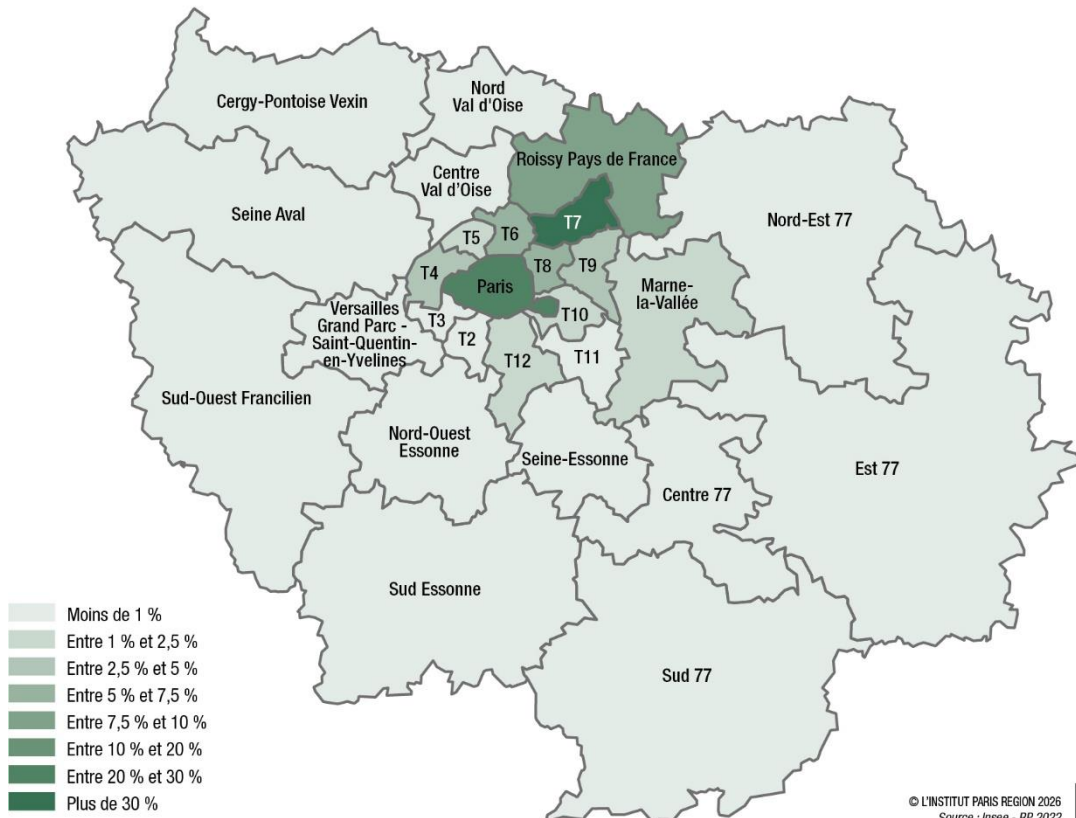 Cergy-Pontoise Vexin
Nord
Val d'Oise
Roissy Pays de France
Centre
Val d'Oise
Seine Aval
Nord-Est 77
T5
T6
T7
T4
Paris
T8
T9
Marne-
la-Vallée
Versailles
Grand Parc -
Saint-Quentin-
en-Yvelines
T3
T2
T10
T12
T11
Sud-Ouest Francilien
Nord-Ouest
Essonne
Seine-Essonne
Centre 77
Est 77
Sud Essonne
Sud 77
Moins de 1 %
Entre 1 % et 2,5 %
Entre 2,5 % et 5 %
Entre 5 % et 7,5 %
Entre 7,5 % et 10 %
Entre 10 % et 20 %
Entre 20 % et 30 %
Plus de 30 %
© L'INSTITUT PARIS REGION 2026
Source : Insee - RP 2022